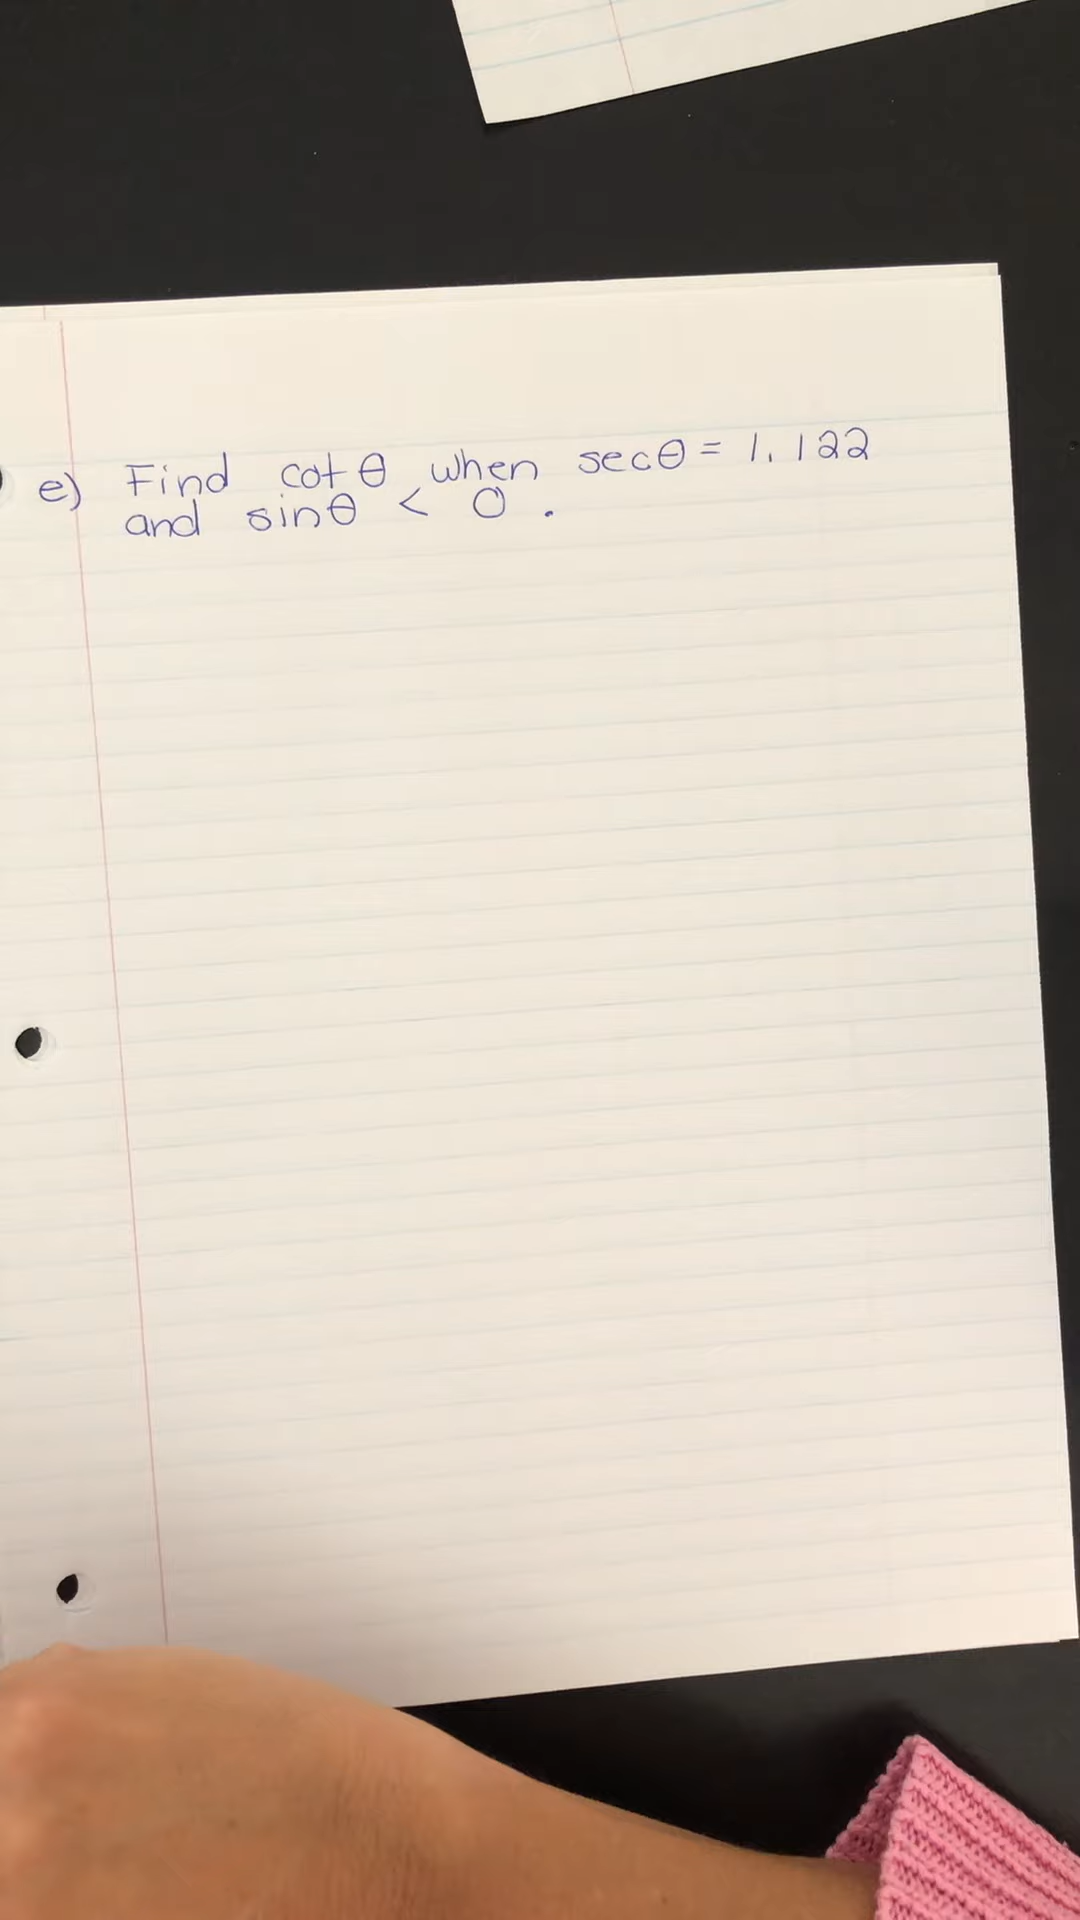 e) Find cot θ when sec θ = 1.122
and sin θ < 0.